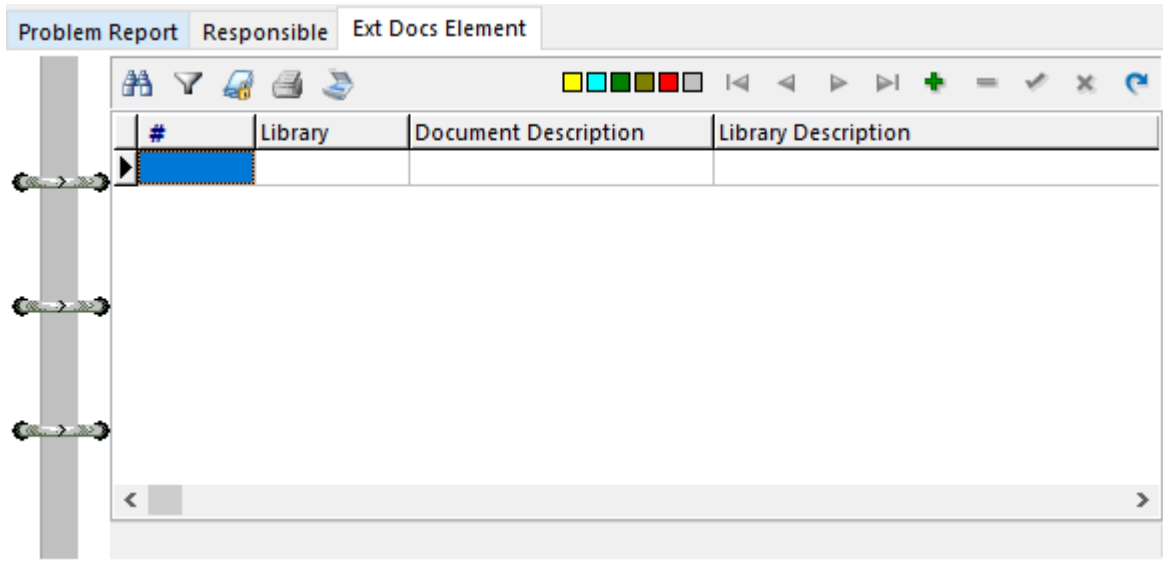 Problem Report Responsible Ext Docs Element
# Library Document Description Library Description